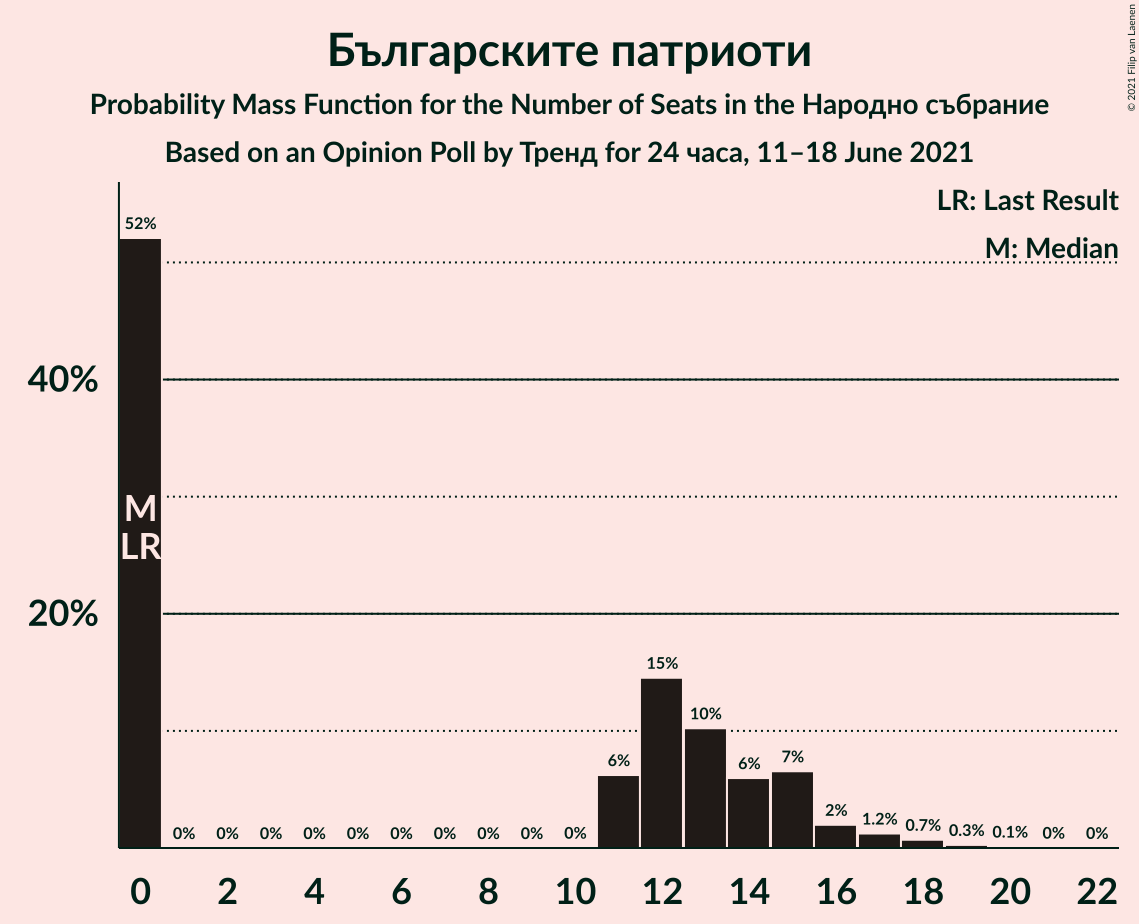 Българските патриоти
Probability Mass Function for the Number of Seats in the Народно събрание
Based on an Opinion Poll by Тренд for 24 часа, 11–18 June 2021
© 2021 Filip van Laenen
LR: Last Result
M: Median
52%
40%
20%
M
LR
0% 0% 0% 0% 0% 0% 0% 0% 0% 0% 6% 15% 10% 6% 7% 2% 1.2% 0.7% 0.3% 0.1% 0% 0%
0 2 4 6 8 10 12 14 16 18 20 22